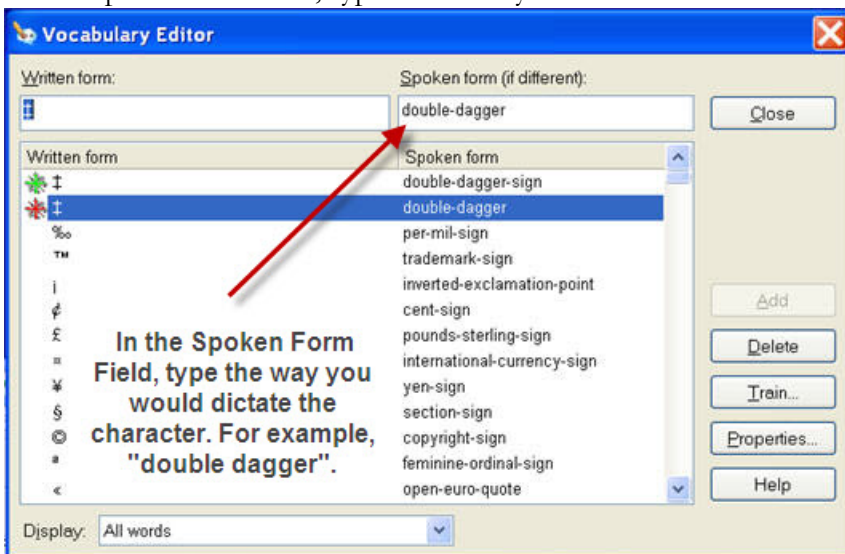 Vocabulary Editor
Written form: Spoken form (if different):
‡ double-dagger Close
Written form Spoken form
‡ double-dagger-sign
‡ double-dagger
‰ per-mil-sign
™ trademark-sign
¡ inverted-exclamation-point
¢ cent-sign
£ pounds-sterling-sign
¤ international-currency-sign
¥ yen-sign
§ section-sign
© copyright-sign
ª feminine-ordinal-sign
« open-euro-quote
In the Spoken Form
Field, type the way you
would dictate the
character. For example,
"double dagger".
Add
Delete
Train...
Properties...
Help
Display: All words